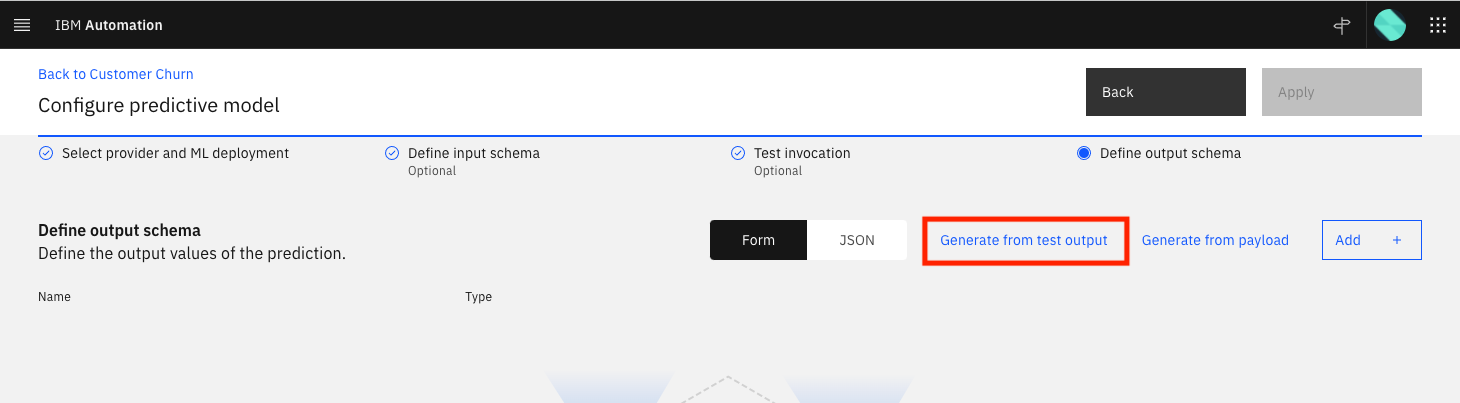 IBM Automation
Back to Customer Churn
Configure predictive model
Back
Apply
Select provider and ML deployment
Define input schema
Optional
Test invocation
Optional
Define output schema
Define output schema
Define the output values of the prediction.
Form
JSON
Generate from test output
Generate from payload
Add +
Name
Type